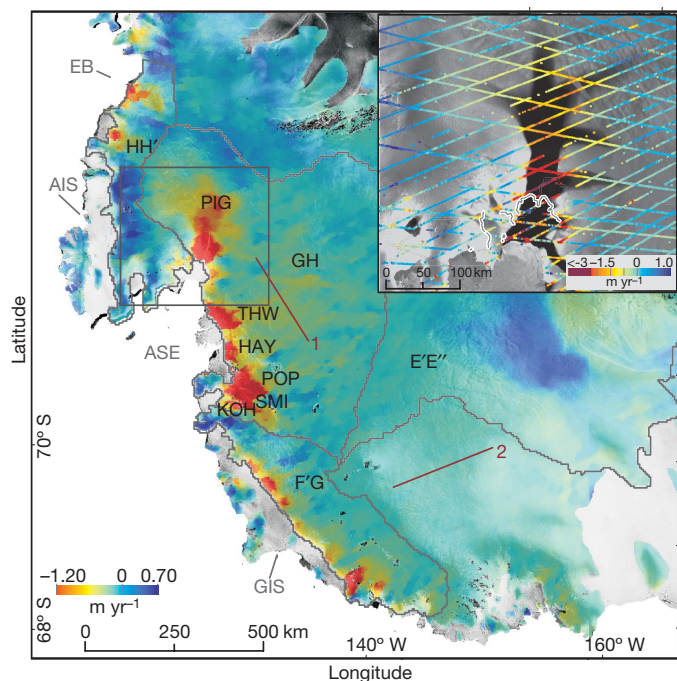 EB
HH'
AIS
PIG
GH
THW
ASE
1
HAY
E'E''
POP
SMI
KOH
2
F'G
GIS
0 50 100 km
<-3 -1.5 0 1.0
m yr⁻¹
-1.20 0 0.70
m yr⁻¹
0 250 500 km
Latitude
70° S
68° S
140° W 160° W
Longitude